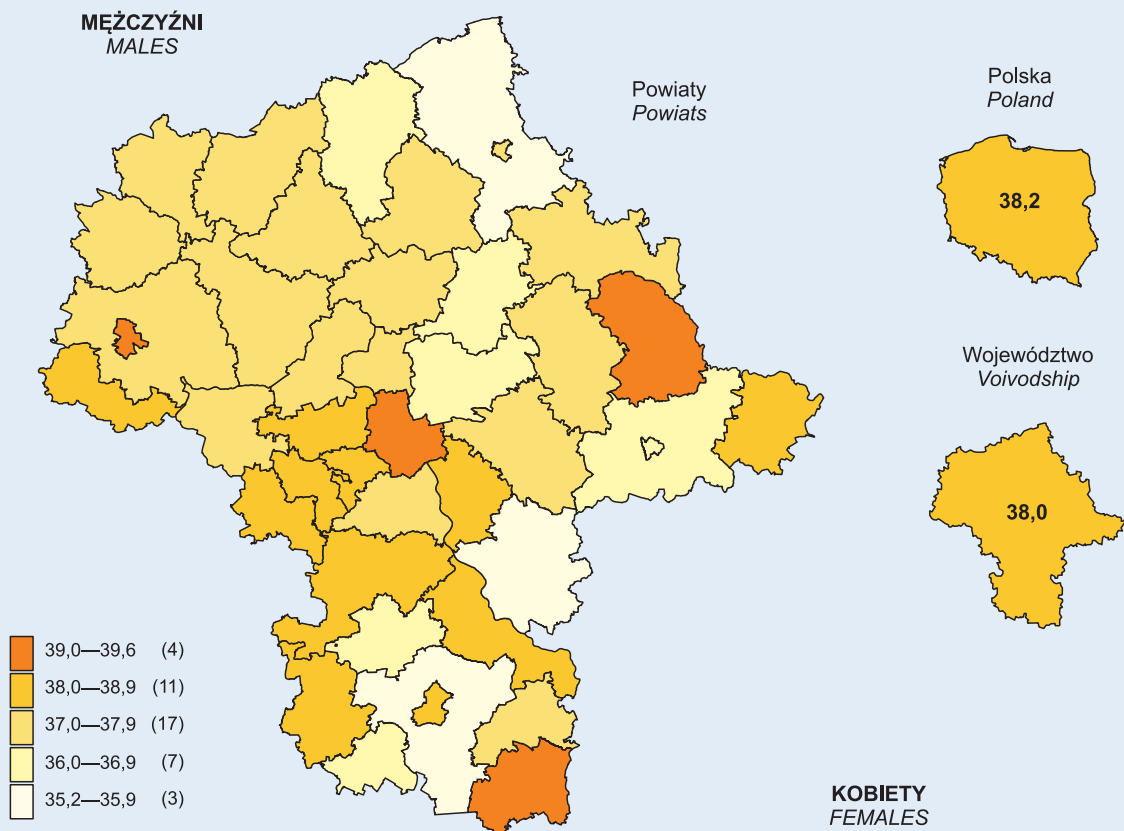 MĘŻCZYŹNI
MALES
Powiaty
Powiats
Polska
Poland
38,2
Województwo
Voivodship
38,0
39,0—39,6 (4)
38,0—38,9 (11)
37,0—37,9 (17)
36,0—36,9 (7)
35,2—35,9 (3)
KOBIETY
FEMALES